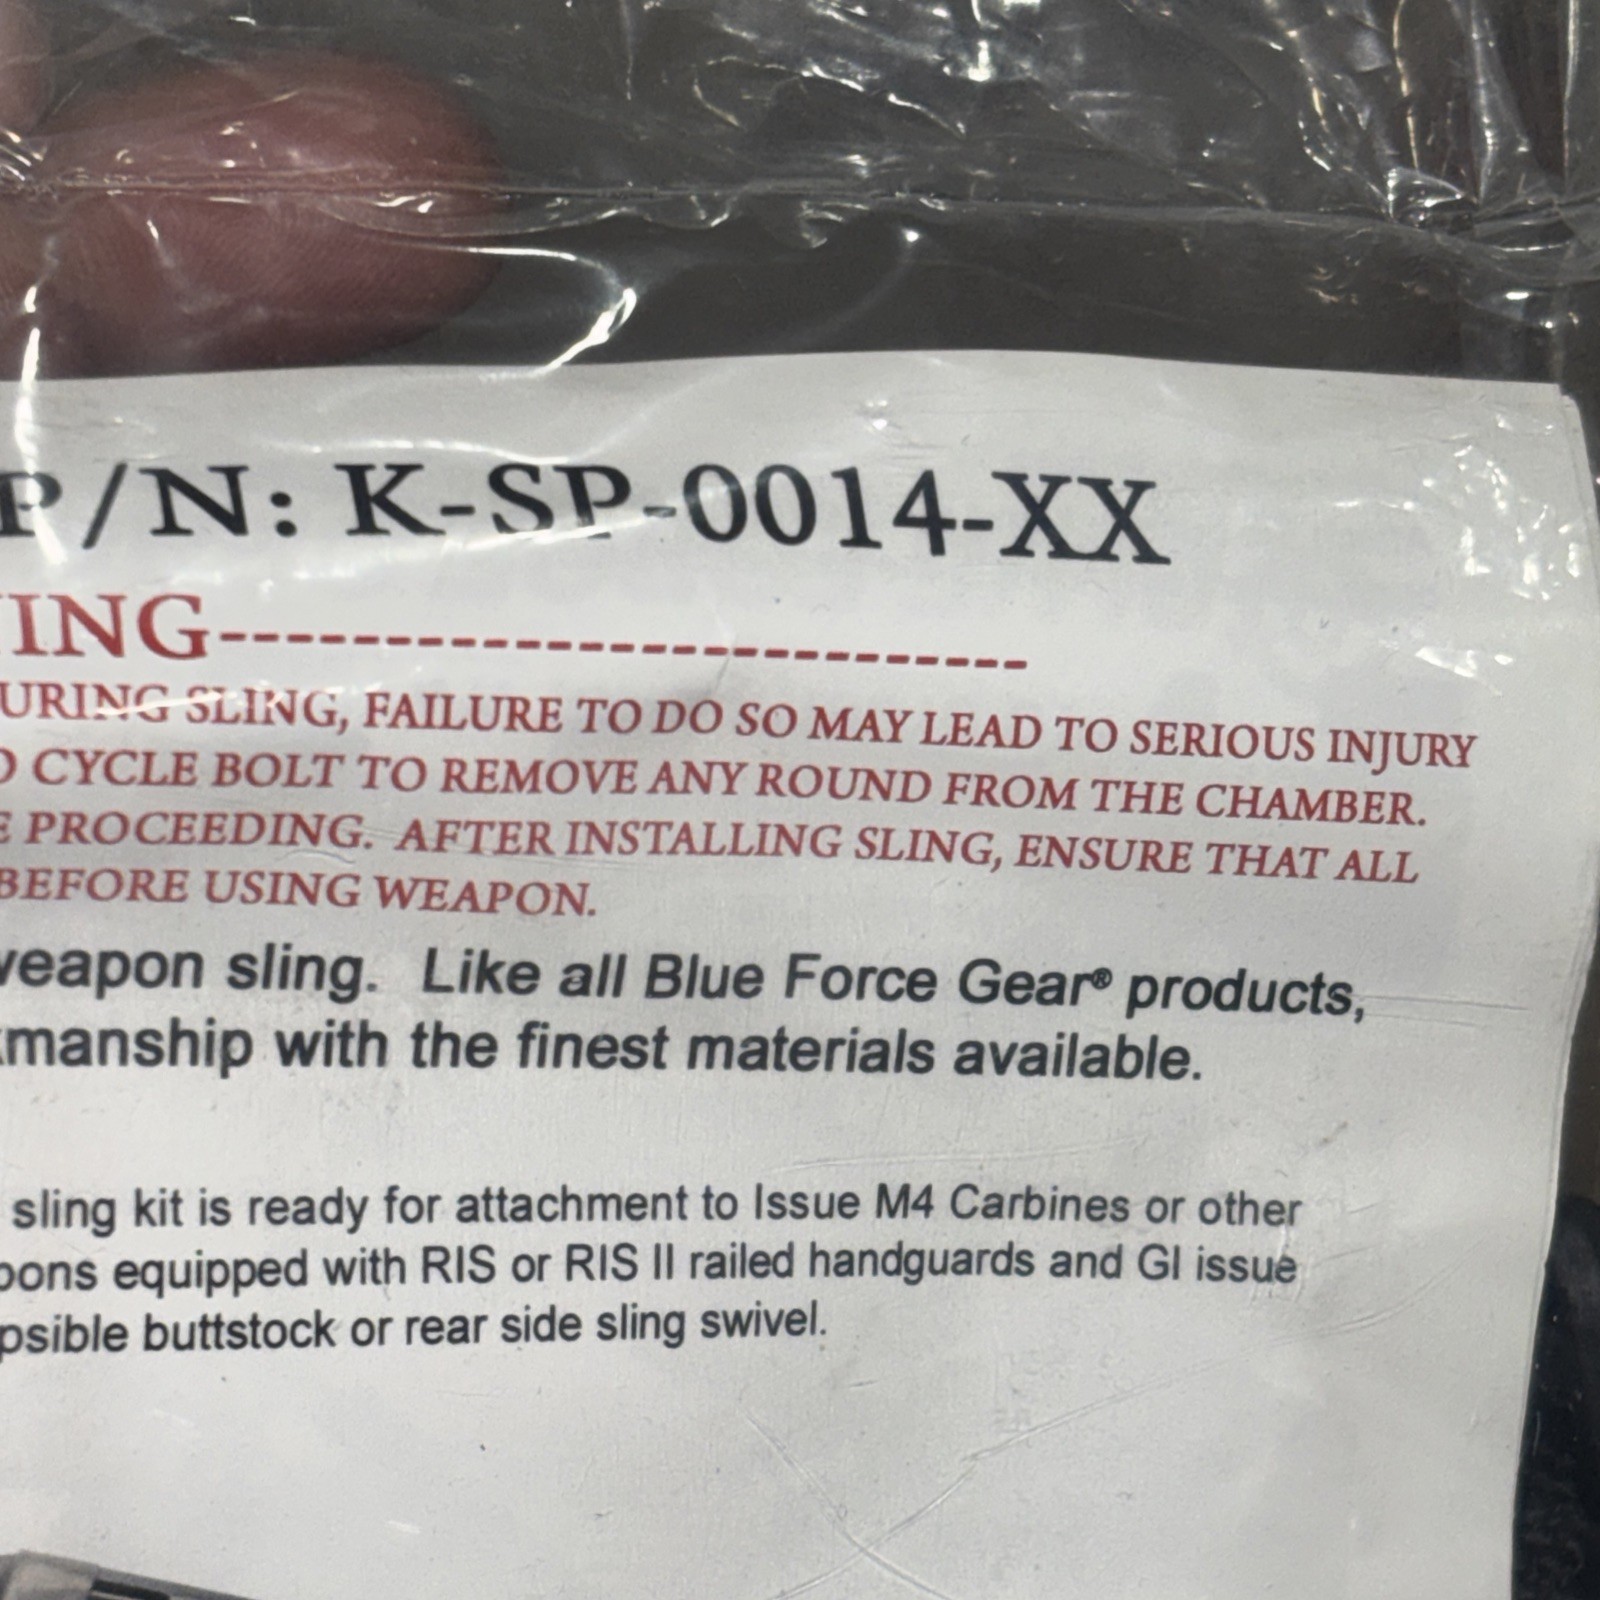 P/N: K-SP-0014-XX
ING---------------------------
URING SLING, FAILURE TO DO SO MAY LEAD TO SERIOUS INJURY
CYCLE BOLT TO REMOVE ANY ROUND FROM THE CHAMBER.
E PROCEEDING. AFTER INSTALLING SLING, ENSURE THAT ALL
BEFORE USING WEAPON.
weapon sling. Like all Blue Force Gear® products,
kmanship with the finest materials available.
sling kit is ready for attachment to Issue M4 Carbines or other
pons equipped with RIS or RIS II railed handguards and GI issue
psible buttstock or rear side sling swivel.